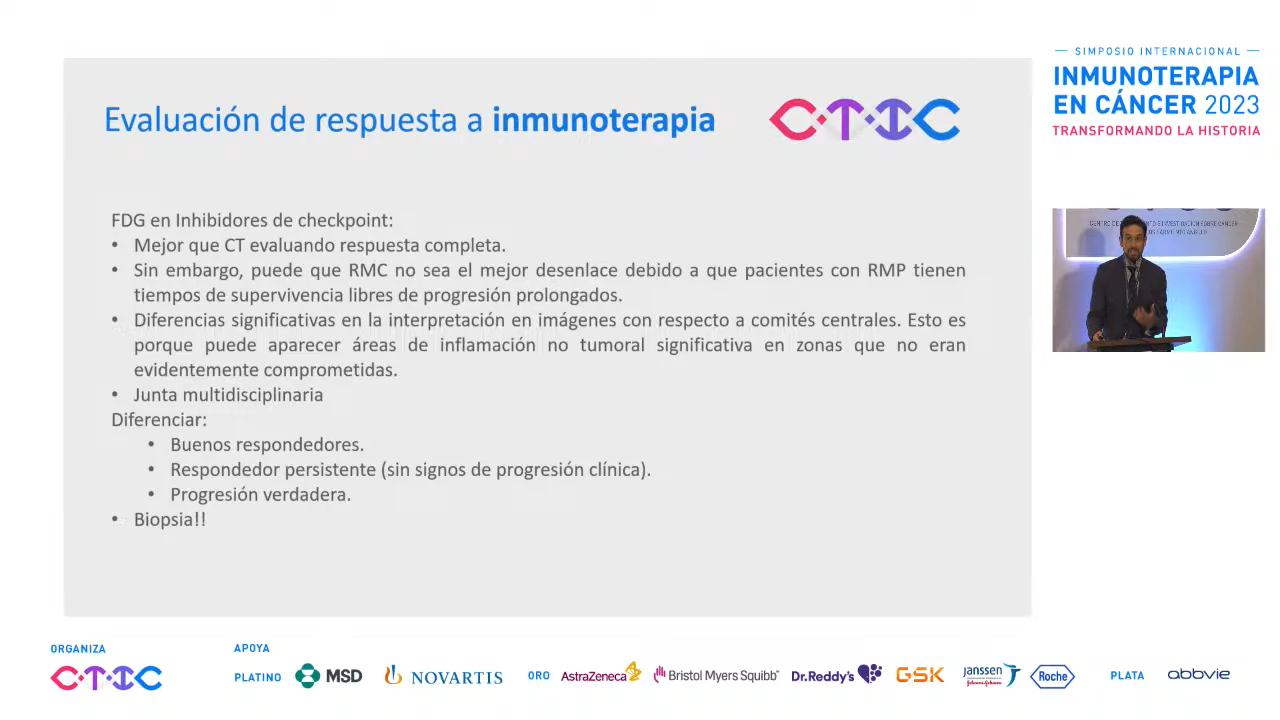 Evaluación de respuesta a inmunoterapia
C·T·I·C
FDG en Inhibidores de checkpoint:
• Mejor que CT evaluando respuesta completa.
• Sin embargo, puede que RMC no sea el mejor desenlace debido a que pacientes con RMP tienen
tiempos de supervivencia libres de progresión prolongados.
• Diferencias significativas en la interpretación en imágenes con respecto a comités centrales. Esto es
porque puede aparecer áreas de inflamación no tumoral significativa en zonas que no eran
evidentemente comprometidas.
• Junta multidisciplinaria
Diferenciar:
• Buenos respondedores.
• Respondedor persistente (sin signos de progresión clínica).
• Progresión verdadera.
• Biopsia!!
— SIMPOSIO INTERNACIONAL —
INMUNOTERAPIA
EN CÁNCER 2023
TRANSFORMANDO LA HISTORIA
ORGANIZA
C·T·I·C
APOYA
PLATINO
MSD
NOVARTIS
ORO
AstraZeneca
Bristol Myers Squibb™
Dr.Reddy's
GSK
Janssen
Johnson&Johnson
Roche
PLATA
abbvie